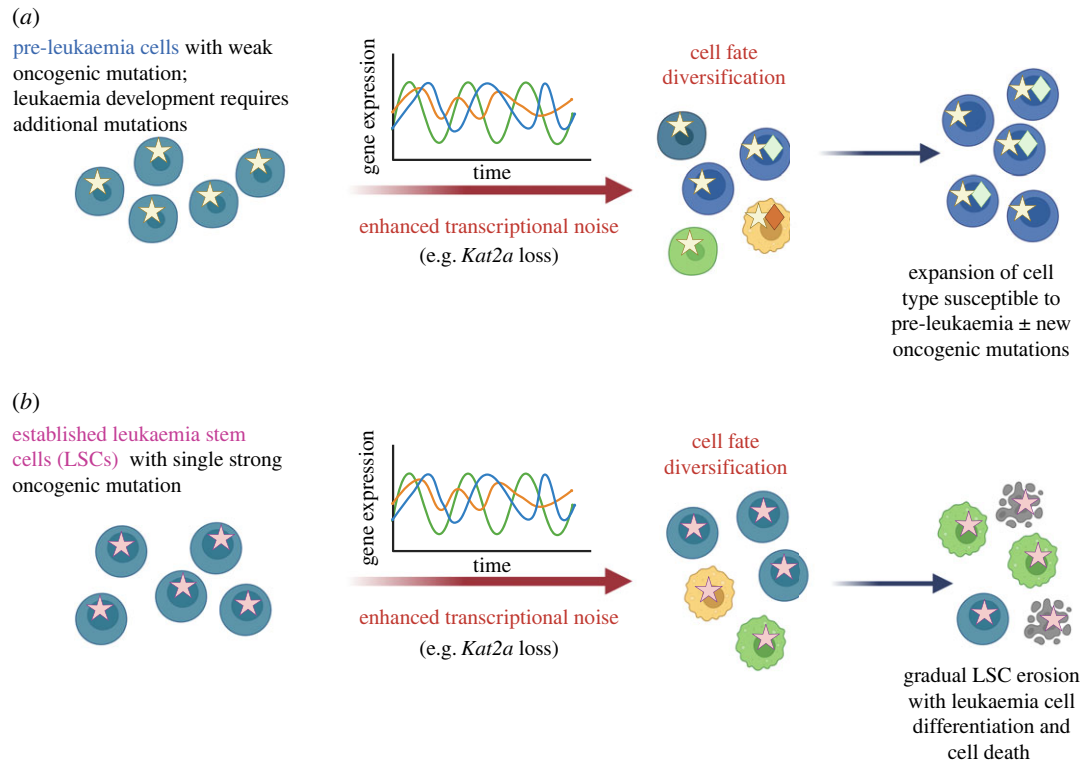 (a)
pre-leukaemia cells with weak
oncogenic mutation;
leukaemia development requires
additional mutations
gene expression
time
enhanced transcriptional noise
(e.g. Kat2a loss)
cell fate
diversification
expansion of cell
type susceptible to
pre-leukaemia ± new
oncogenic mutations
(b)
established leukaemia stem
cells (LSCs) with single strong
oncogenic mutation
gene expression
time
enhanced transcriptional noise
(e.g. Kat2a loss)
cell fate
diversification
gradual LSC erosion
with leukaemia cell
differentiation and
cell death